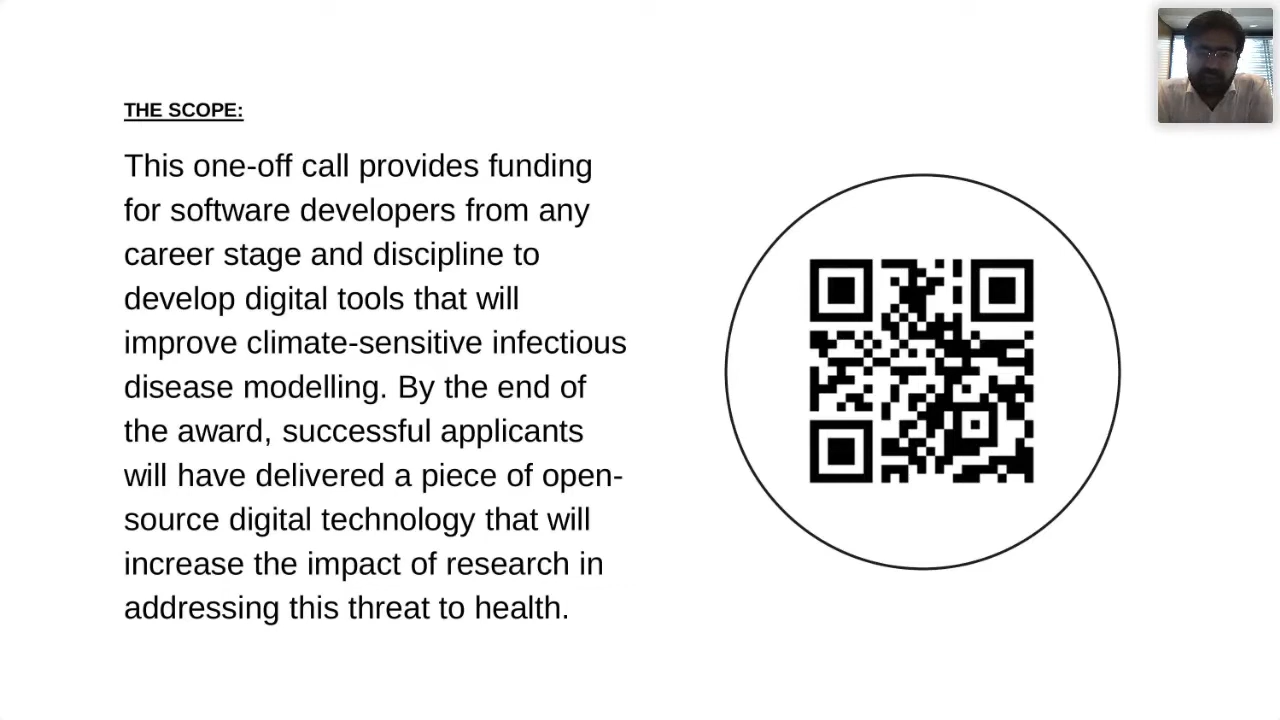 THE SCOPE:
This one-off call provides funding
for software developers from any
career stage and discipline to
develop digital tools that will
improve climate-sensitive infectious
disease modelling. By the end of
the award, successful applicants
will have delivered a piece of open-
source digital technology that will
increase the impact of research in
addressing this threat to health.